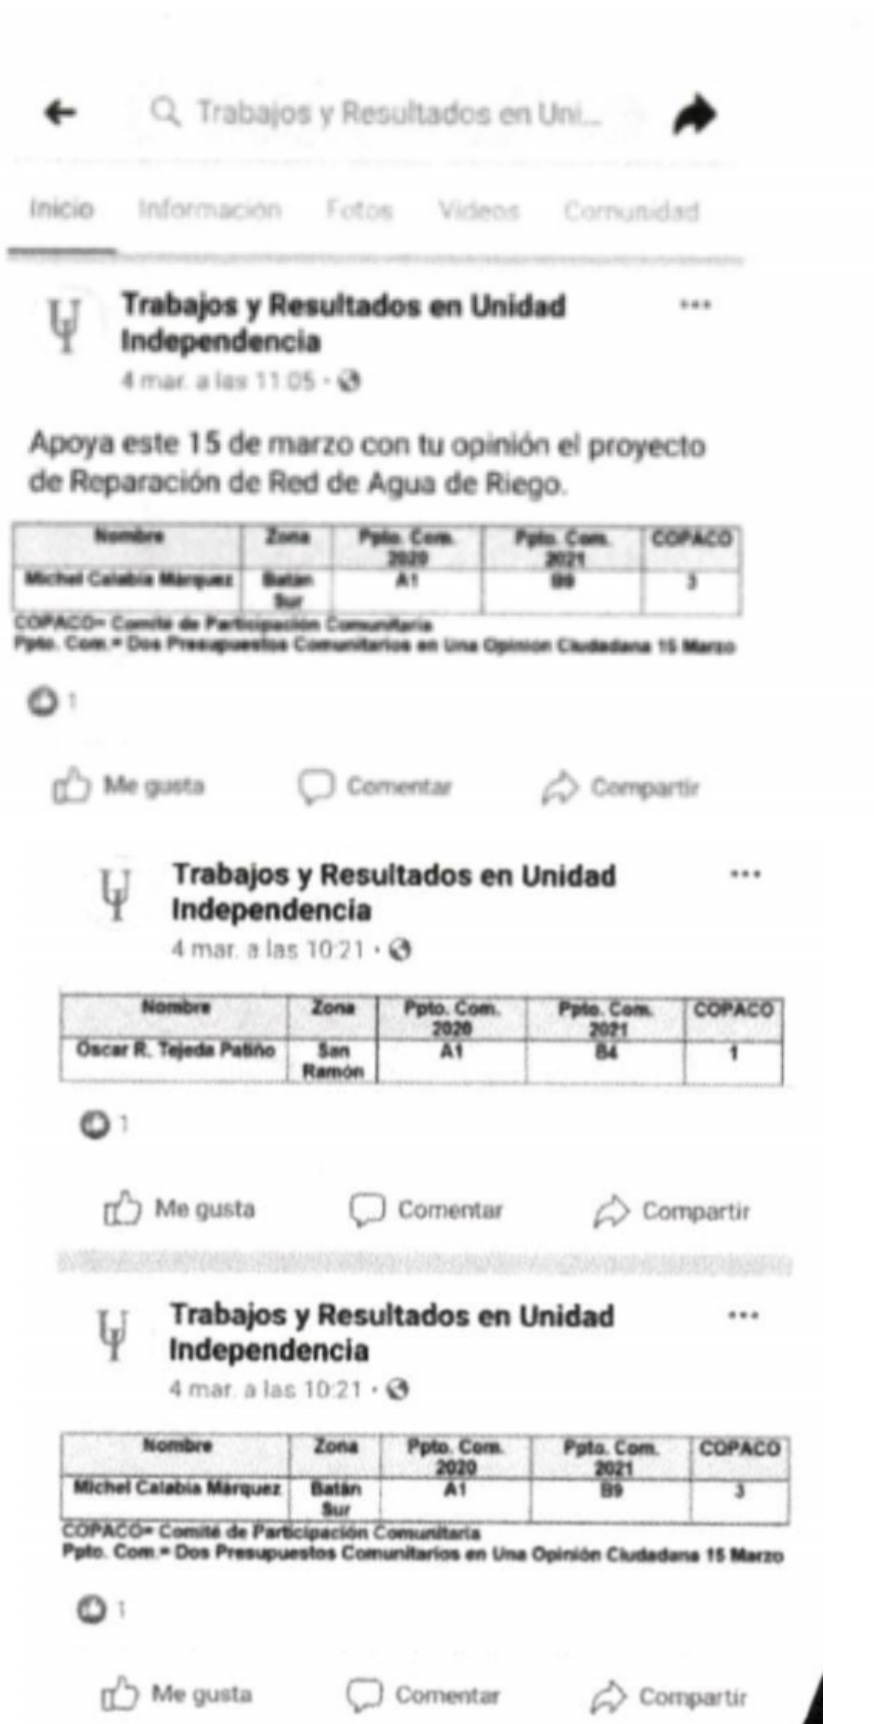 Trabajos y Resultados en Uni...
Inicio Información Fotos Videos Comunidad
Trabajos y Resultados en Unidad
Independencia
4 mar. a las 11:05 ·
Apoya este 15 de marzo con tu opinión el proyecto
de Reparación de Red de Agua de Riego.
Nombre Zona Ppto. Com. 2020 Ppto. Com. 2021 COPACO
Michel Calabia Márquez Batán Sur A1 B9 3
COPACO= Comité de Participación Comunitaria
Ppto. Com.= Dos Presupuestos Comunitarios en Una Opinión Ciudadana 15 Marzo
1
Me gusta Comentar Compartir
Trabajos y Resultados en Unidad
Independencia
4 mar. a las 10:21 ·
Nombre Zona Ppto. Com. 2020 Ppto. Com. 2021 COPACO
Oscar R. Tejeda Patiño San Ramón A1 B4 1
1
Me gusta Comentar Compartir
Trabajos y Resultados en Unidad
Independencia
4 mar. a las 10:21 ·
Nombre Zona Ppto. Com. 2020 Ppto. Com. 2021 COPACO
Michel Calabia Márquez Batán Sur A1 B9 3
COPACO= Comité de Participación Comunitaria
Ppto. Com.= Dos Presupuestos Comunitarios en Una Opinión Ciudadana 15 Marzo
1
Me gusta Comentar Compartir